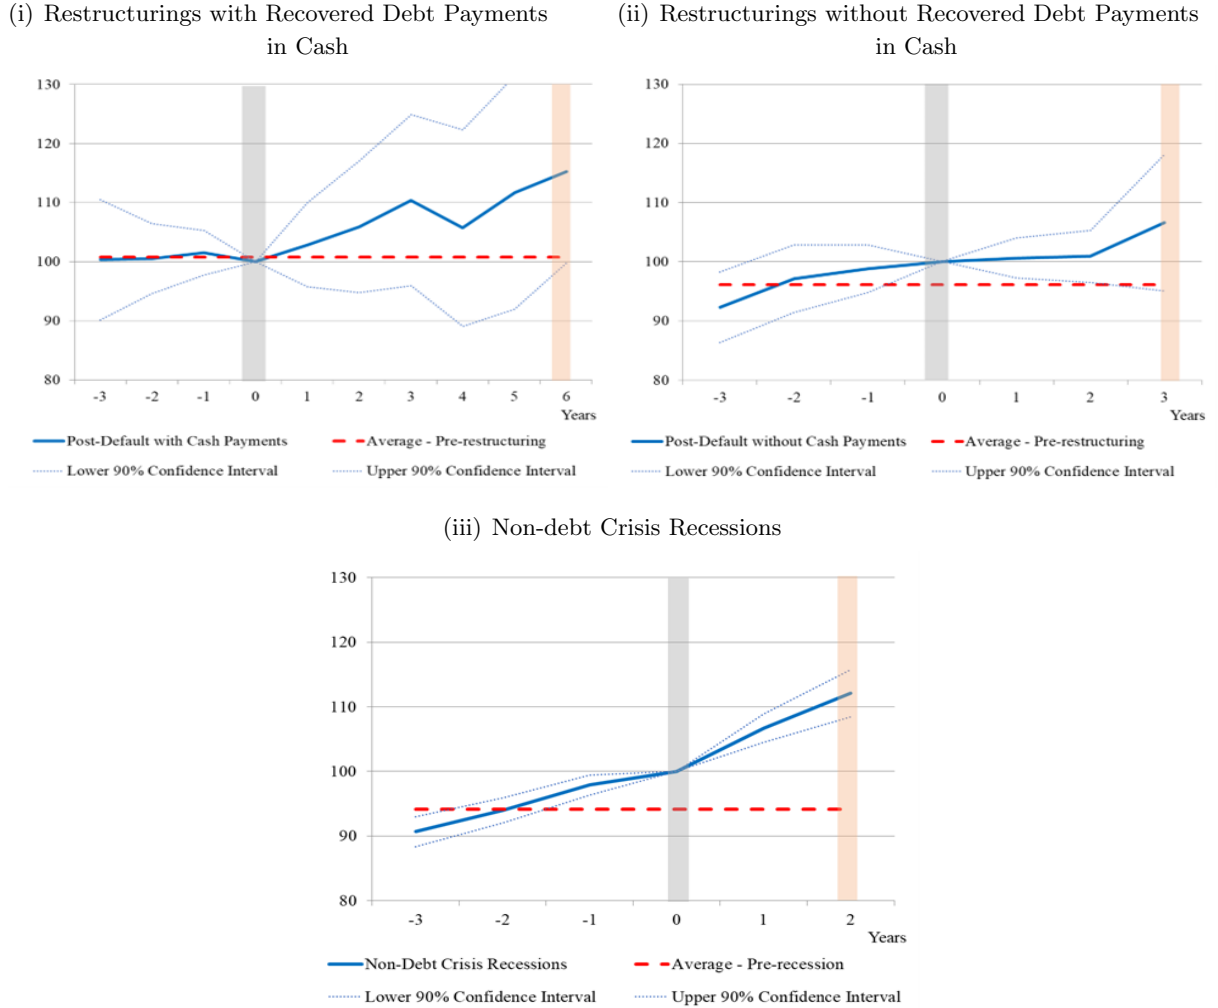 (i) Restructurings with Recovered Debt Payments
in Cash
130
120
110
100
90
80
-3 -2 -1 0 1 2 3 4 5 6
Years
Post-Default with Cash Payments
Average - Pre-restructuring
Lower 90% Confidence Interval
Upper 90% Confidence Interval
(ii) Restructurings without Recovered Debt Payments
in Cash
130
120
110
100
90
80
-3 -2 -1 0 1 2 3
Years
Post-Default without Cash Payments
Average - Pre-restructuring
Lower 90% Confidence Interval
Upper 90% Confidence Interval
(iii) Non-debt Crisis Recessions
130
120
110
100
90
80
-3 -2 -1 0 1 2
Years
Non-Debt Crisis Recessions
Average - Pre-recession
Lower 90% Confidence Interval
Upper 90% Confidence Interval